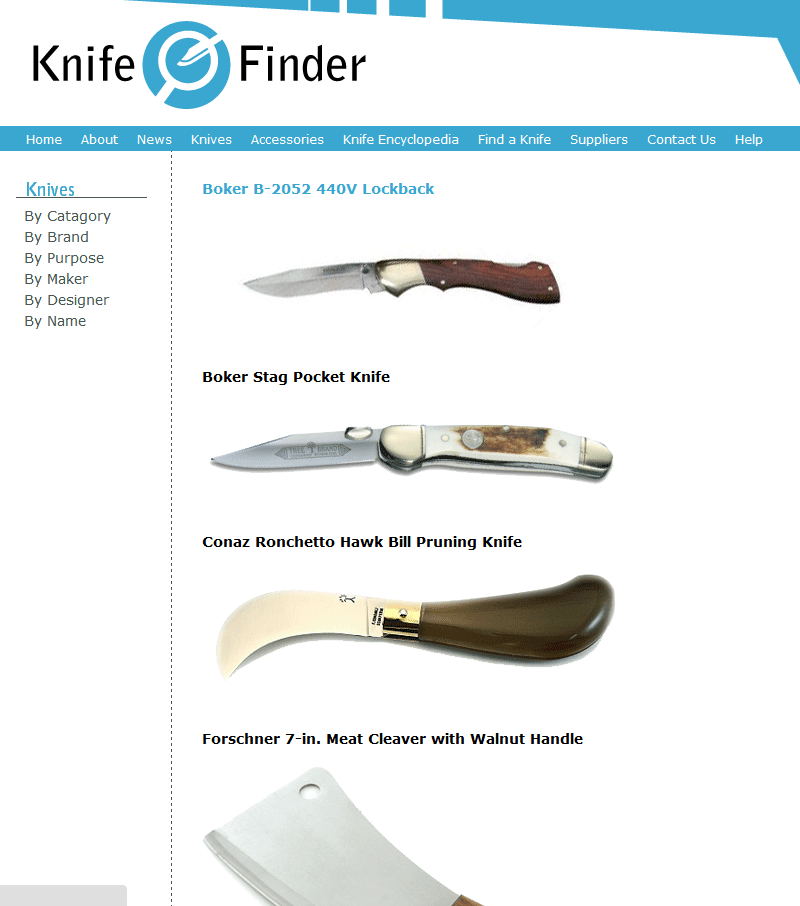 Knife Finder
Home About News Knives Accessories Knife Encyclopedia Find a Knife Suppliers Contact Us Help
Knives
By Catagory
By Brand
By Purpose
By Maker
By Designer
By Name
Boker B-2052 440V Lockback
Boker Stag Pocket Knife
TREE BRAND
Conaz Ronchetto Hawk Bill Pruning Knife
Forschner 7-in. Meat Cleaver with Walnut Handle